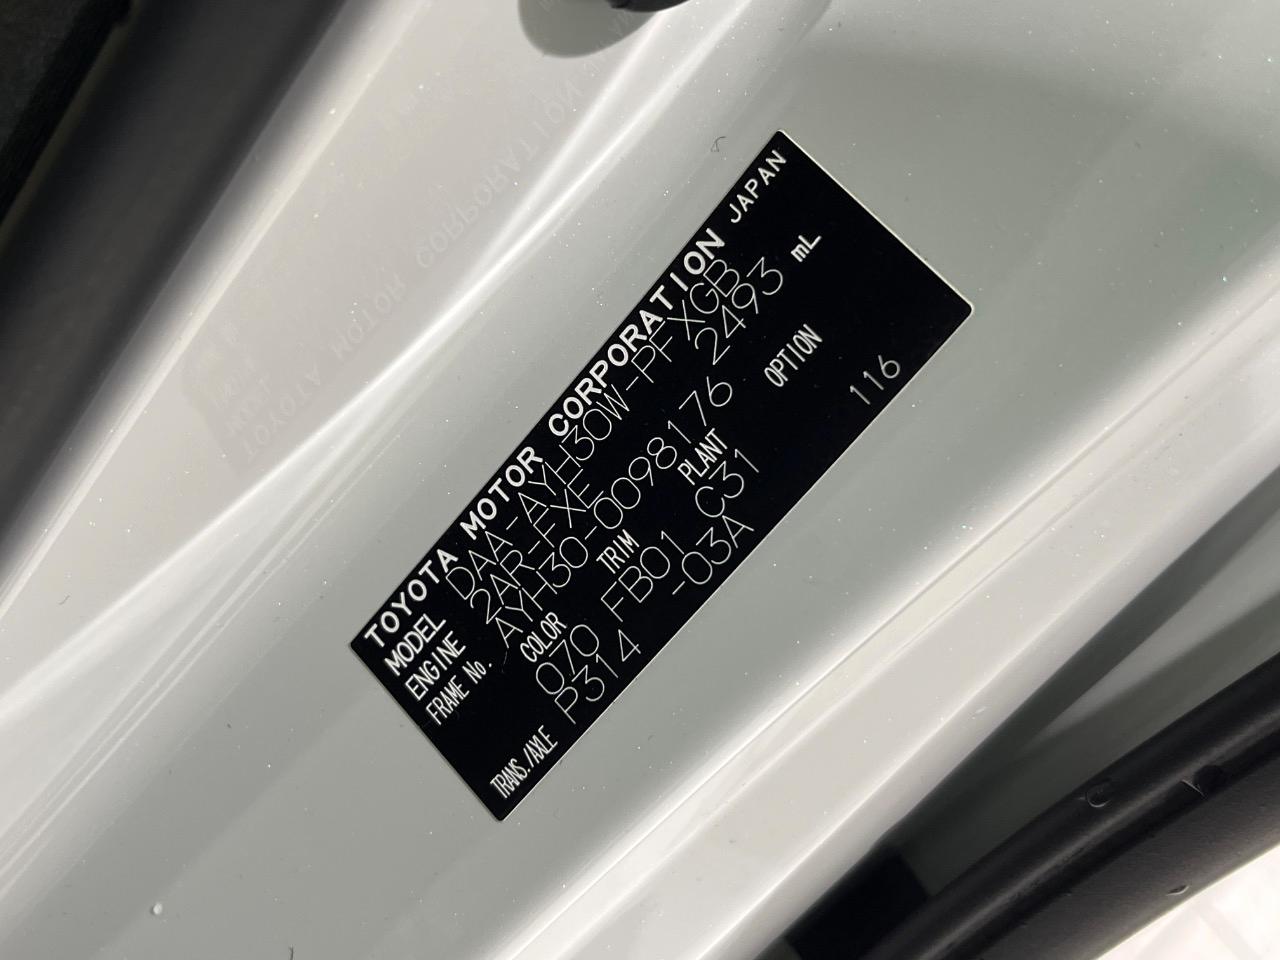 TOYOTA MOTOR CORPORATION JAPAN
MODEL DAA-AYH30W-PFXGB
ENGINE 2AR-FXE 2493 mL
FRAME No. AYH30-0098176
COLOR TRIM PLANT OPTION
070 FB01 C31 116
TRANS./AXLE P314 -03A